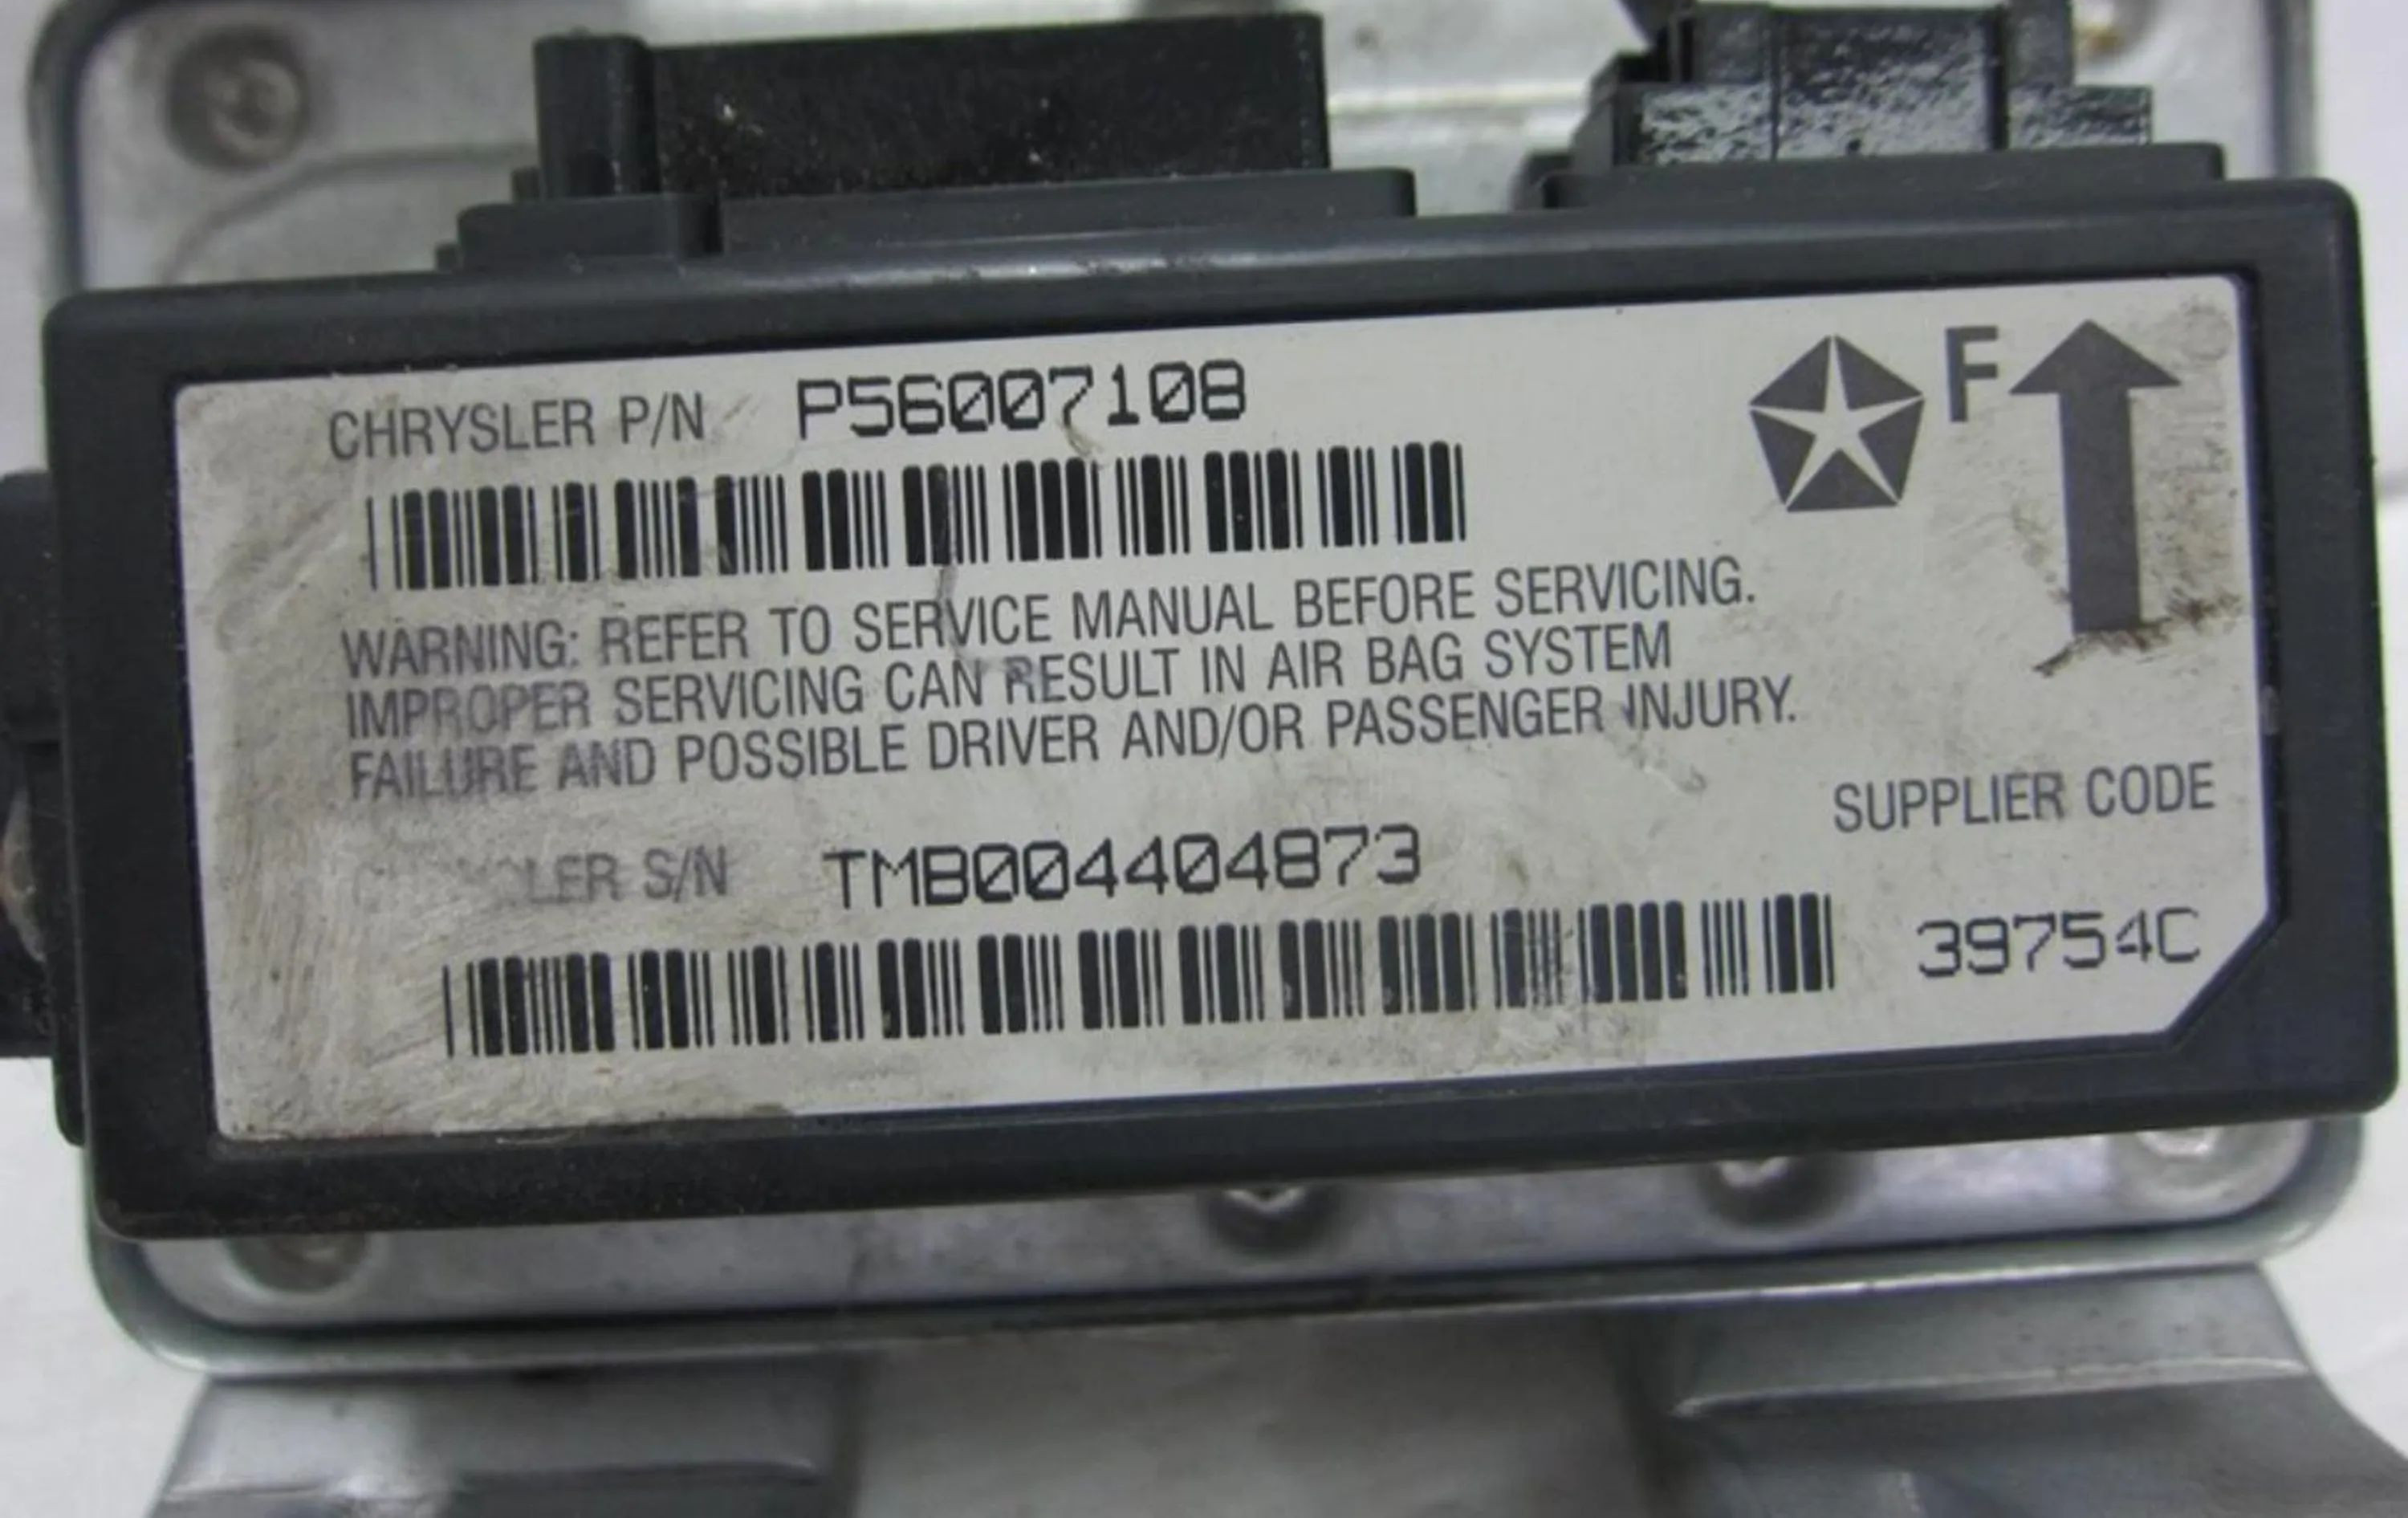 CHRYSLER P/N P56007108
F
WARNING: REFER TO SERVICE MANUAL BEFORE SERVICING.
IMPROPER SERVICING CAN RESULT IN AIR BAG SYSTEM
FAILURE AND POSSIBLE DRIVER AND/OR PASSENGER INJURY.
SUPPLIER CODE
S/N TMB004404873
39754C